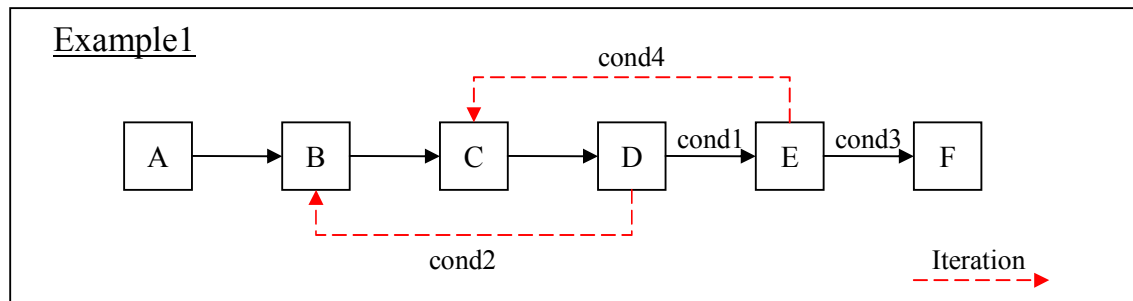 Example1
cond4
A B C D cond1 E cond3 F
cond2
Iteration